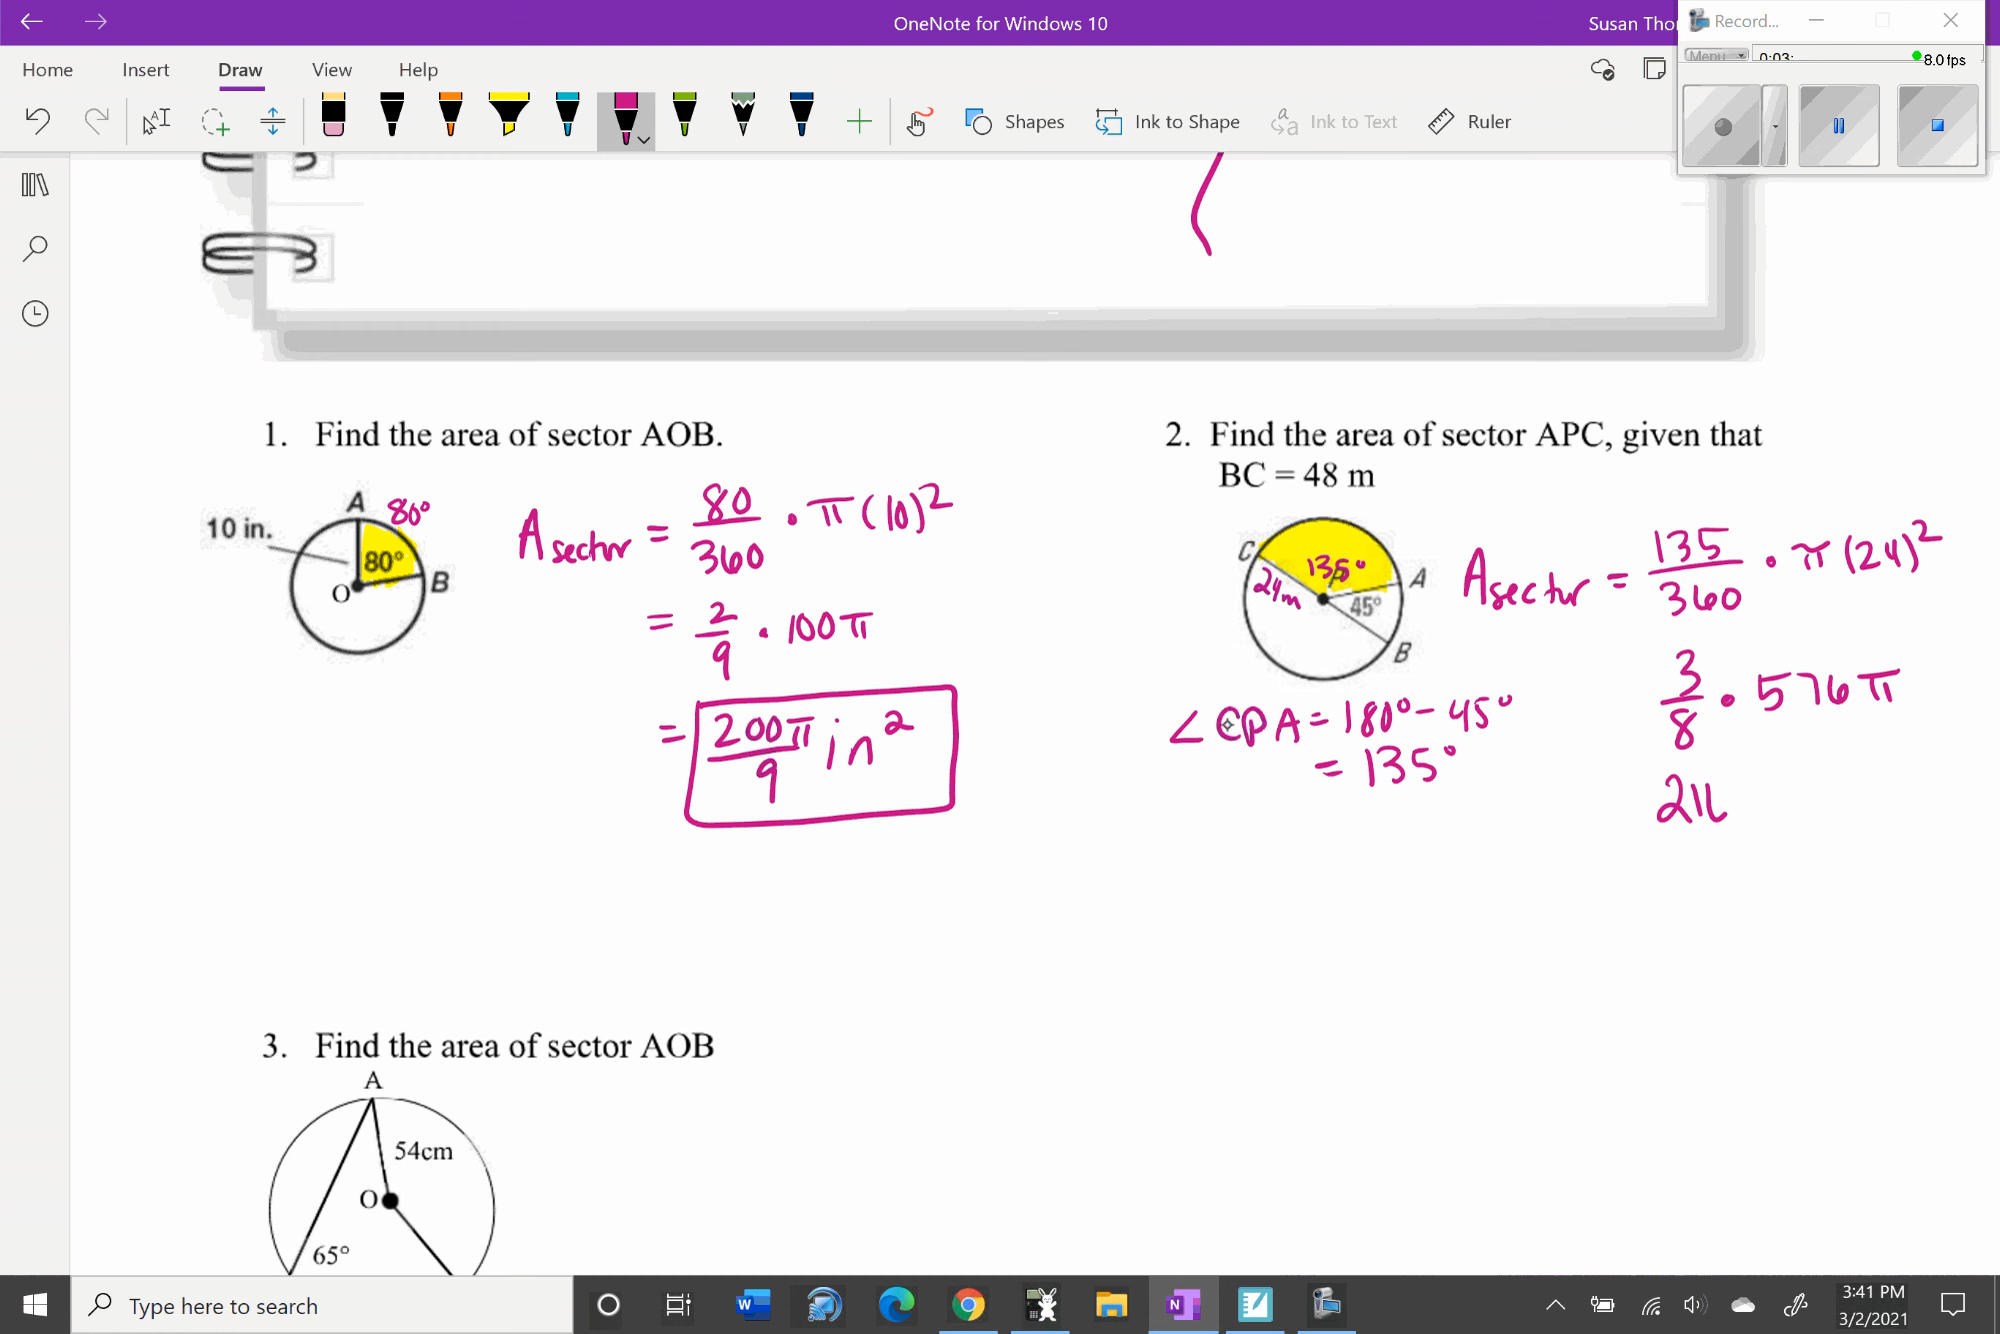 OneNote for Windows 10
Susan Thor
Record...
Menu
0:03:
8.0 fps
Home Insert Draw View Help
Shapes
Ink to Shape
Ink to Text
Ruler
1. Find the area of sector AOB.
A 80°
10 in.
80°
O
B
A sector = 80/360 · π(10)²
= 2/9 · 100π
= 200π/9 in²
2. Find the area of sector APC, given that
BC = 48 m
C
135°
A
24m
P
45°
B
A sector = 135/360 · π(24)²
3/8 · 576π
216
∠CPA = 180° - 45°
= 135°
3. Find the area of sector AOB
A
54cm
O
65°
Type here to search
3:41 PM
3/2/2021